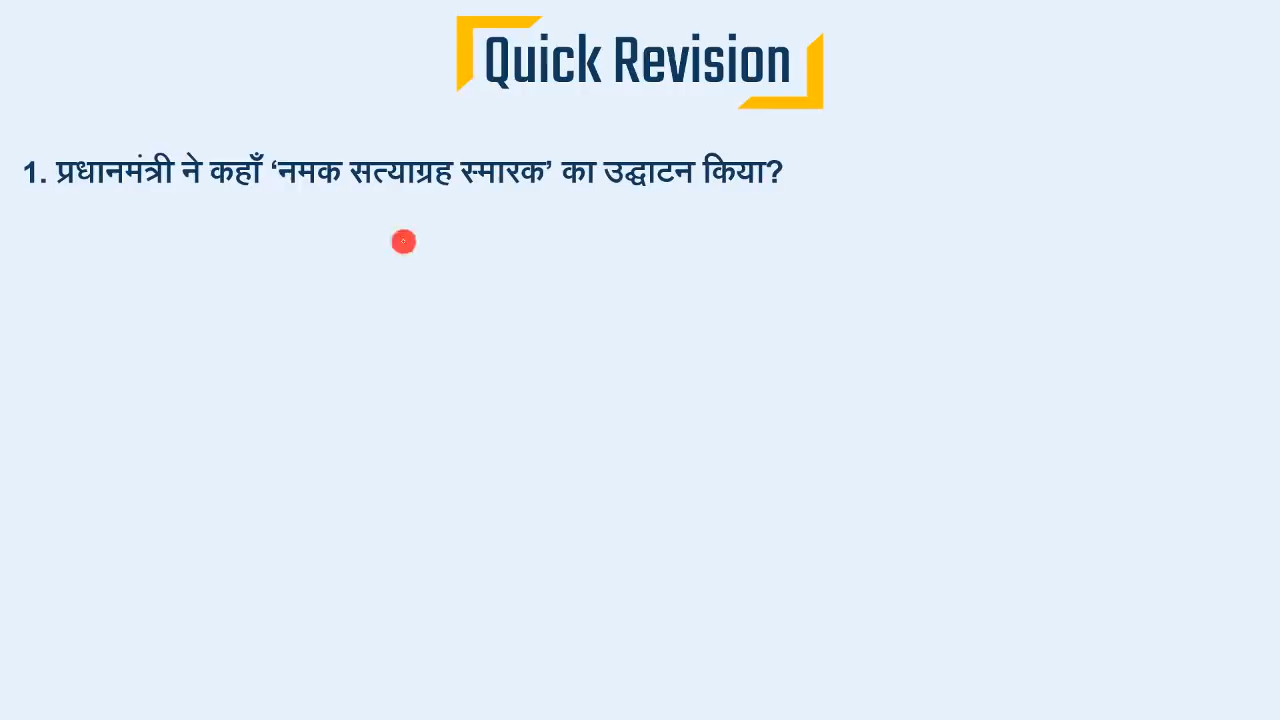 Quick Revision
1. प्रधानमंत्री ने कहाँ ‘नमक सत्याग्रह स्मारक’ का उद्घाटन किया?